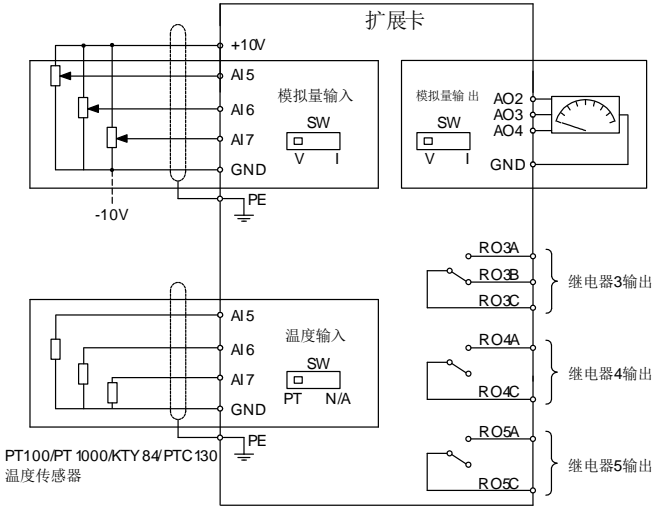 扩展卡
+10V
AI5
AI6
AI7
GND
PE
-10V
模拟量输入
SW
V I
模拟量输出
SW
V I
AO2
AO3
AO4
GND
RO3A
RO3B
RO3C
继电器3输出
RO4A
RO4C
继电器4输出
RO5A
RO5C
继电器5输出
AI5
AI6
AI7
GND
PE
温度输入
SW
PT N/A
PT100/PT1000/KTY84/PTC130
温度传感器